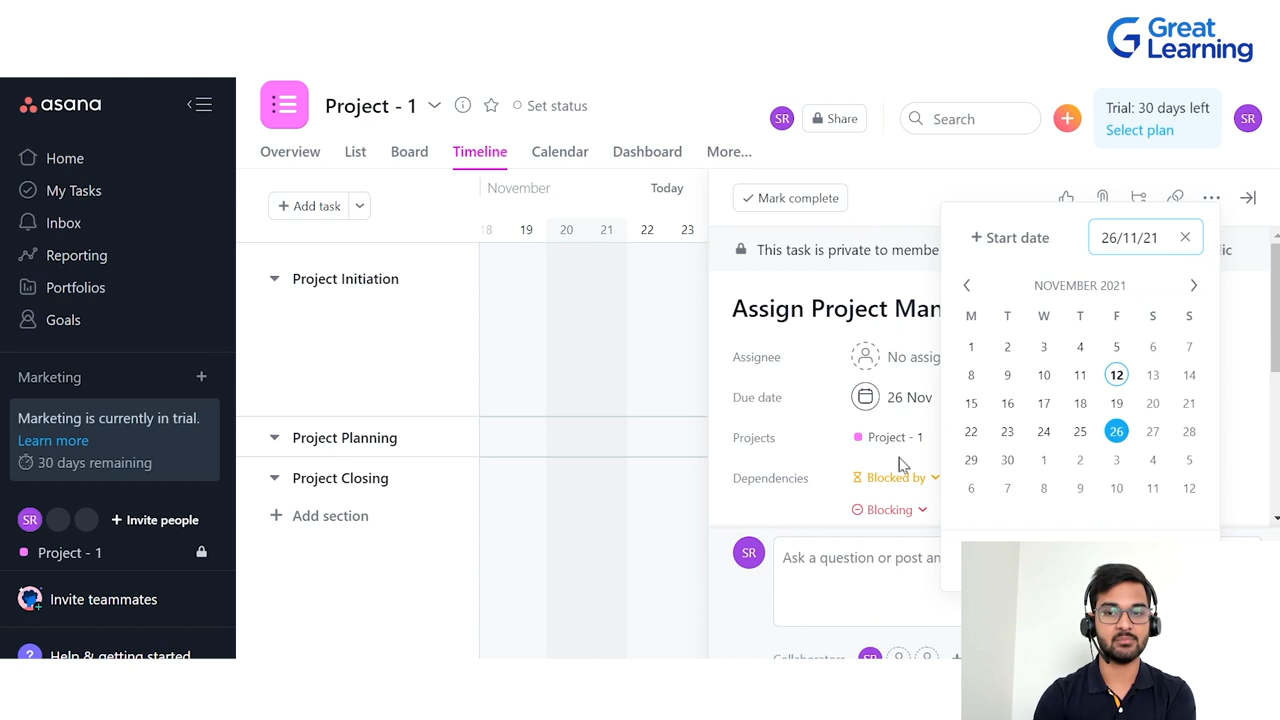 Great
Learning
asana
Project - 1
Set status
SR
Share
Search
Trial: 30 days left
Select plan
SR
Overview
List
Board
Timeline
Calendar
Dashboard
More...
Home
My Tasks
Inbox
Reporting
Portfolios
Goals
Marketing
Marketing is currently in trial.
Learn more
30 days remaining
SR
Invite people
Project - 1
Invite teammates
Help & getting started
Add task
November
Today
18 19 20 21 22 23
Project Initiation
Project Planning
Project Closing
Add section
Mark complete
This task is private to membe
ic
Assign Project Man
Assignee
No assig
Due date
26 Nov
Projects
Project - 1
Dependencies
Blocked by
Blocking
SR
Ask a question or post an
Collaborators
SR
+ Start date
26/11/21
NOVEMBER 2021
M T W T F S S
1 2 3 4 5 6 7
8 9 10 11 12 13 14
15 16 17 18 19 20 21
22 23 24 25 26 27 28
29 30 1 2 3 4 5
6 7 8 9 10 11 12